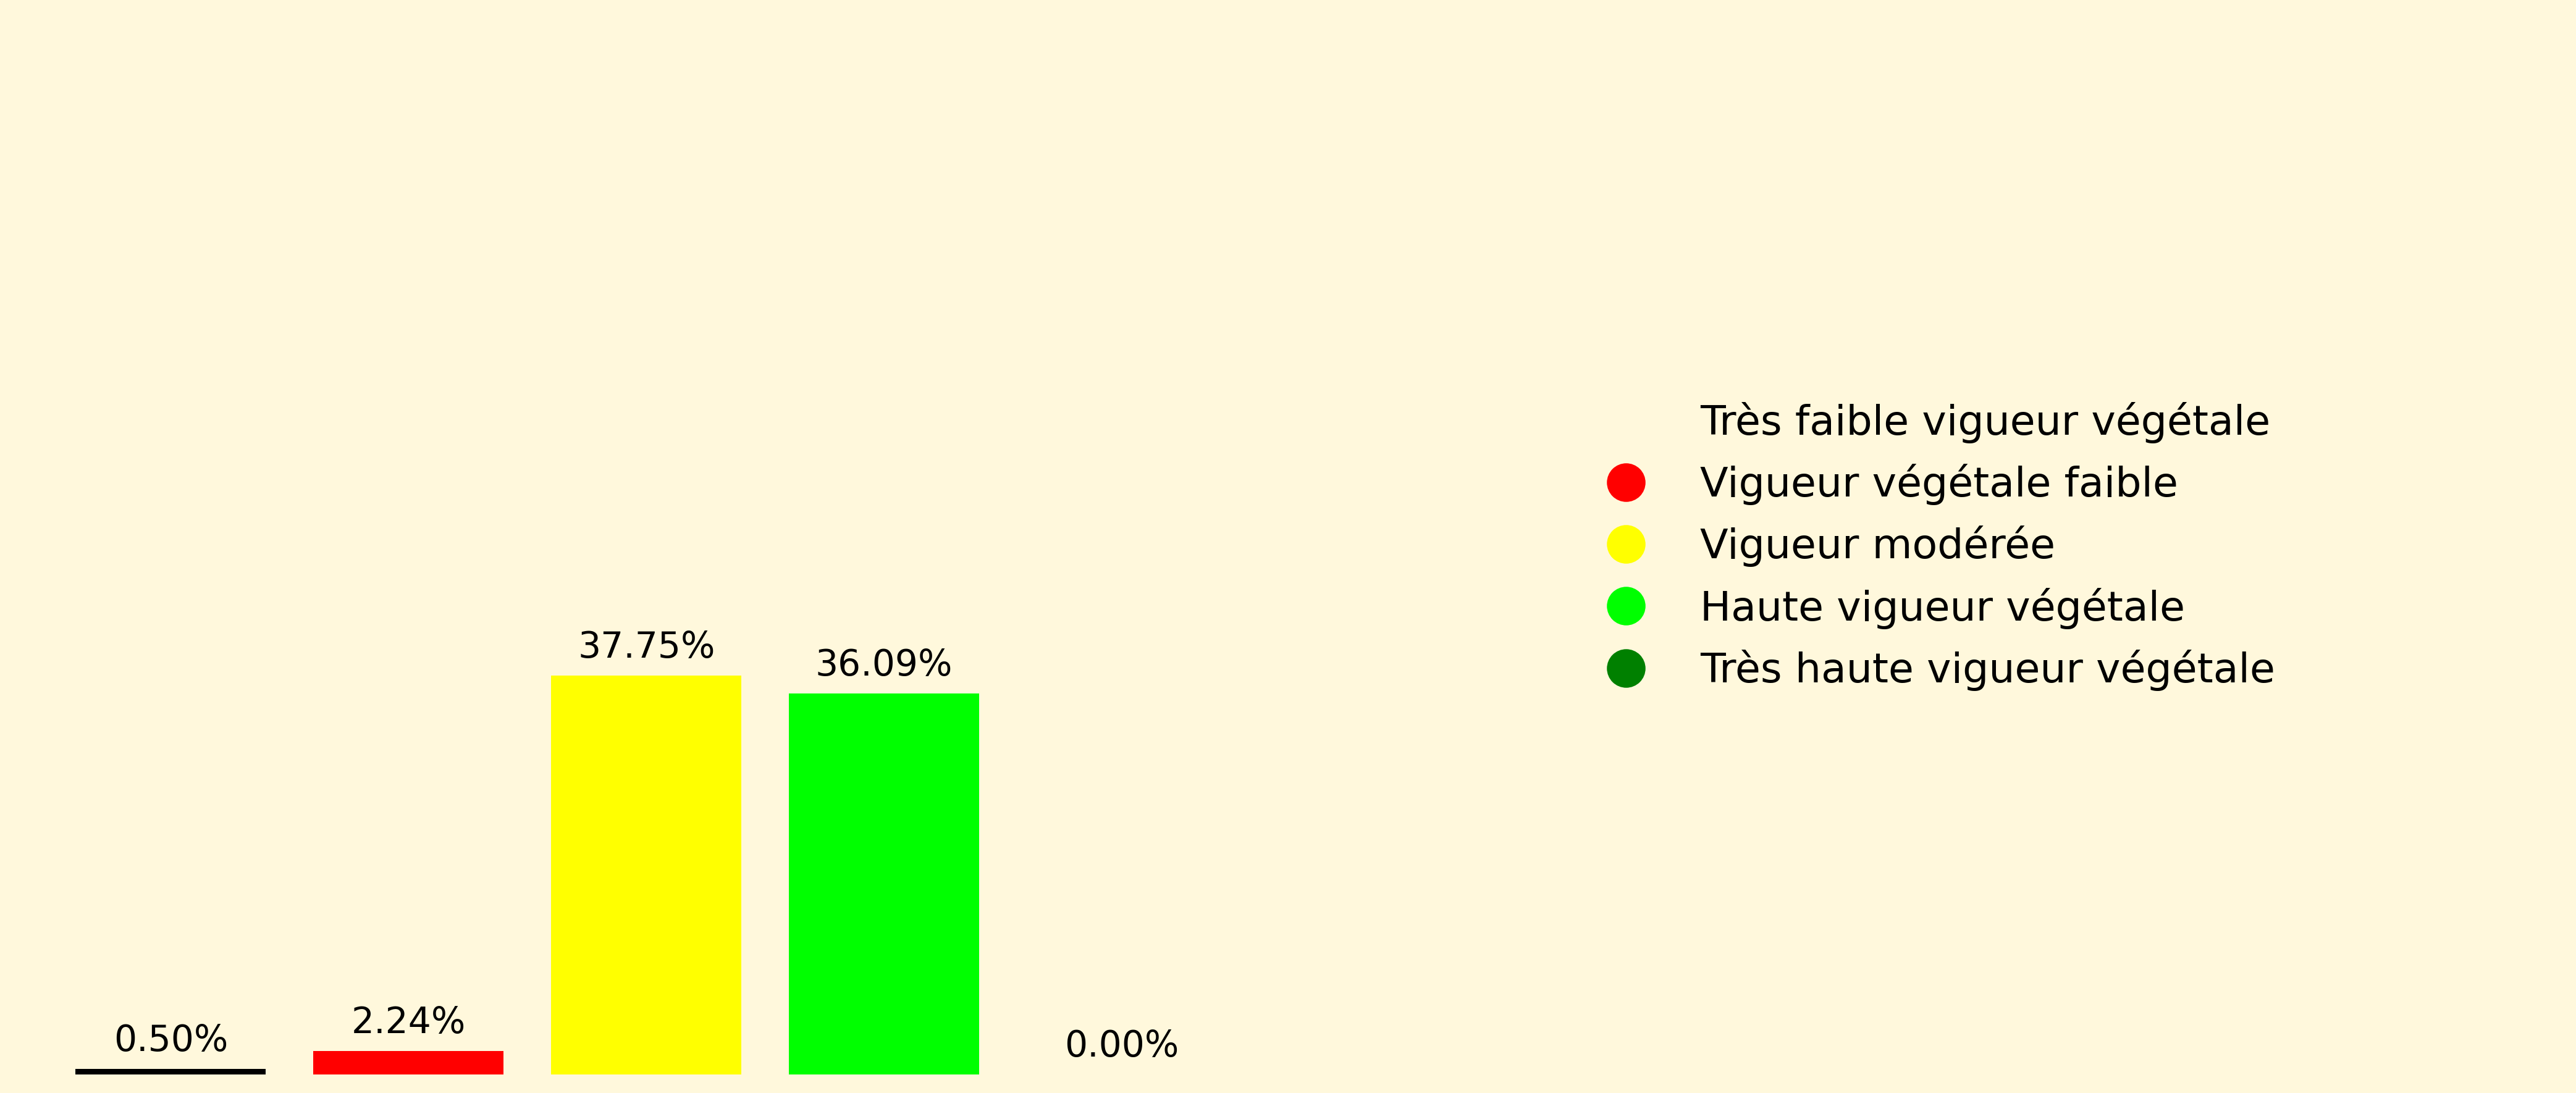 Très faible vigueur végétale
Vigueur végétale faible
Vigueur modérée
Haute vigueur végétale
Très haute vigueur végétale
37.75%
36.09%
2.24%
0.50%
0.00%